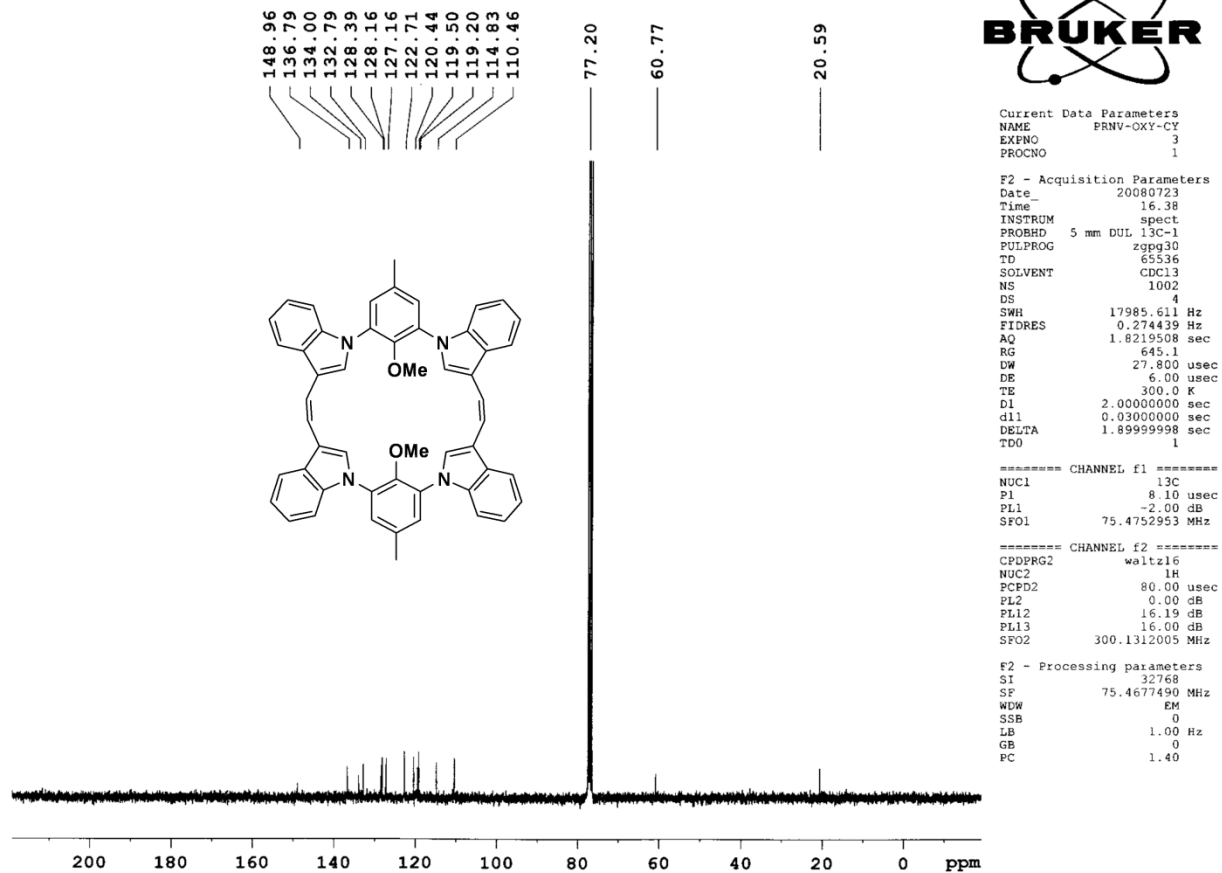 148.96
136.79
134.00
132.79
128.39
128.16
127.16
122.71
120.44
119.50
119.20
114.83
110.46
77.20
60.77
20.59
BRUKER
Current Data Parameters
NAME PRNV-OXY-CY
EXPNO 3
PROCNO 1
F2 - Acquisition Parameters
Date_ 20080723
Time 16.38
INSTRUM spect
PROBHD 5 mm DUL 13C-1
PULPROG zgpg30
TD 65536
SOLVENT CDCl3
NS 1002
DS 4
SWH 17985.611 Hz
FIDRES 0.274439 Hz
AQ 1.8219508 sec
RG 645.1
DW 27.800 usec
DE 6.00 usec
TE 300.0 K
D1 2.00000000 sec
d11 0.03000000 sec
DELTA 1.89999998 sec
TD0 1
======== CHANNEL f1 ========
NUC1 13C
P1 8.10 usec
PL1 -2.00 dB
SFO1 75.4752953 MHz
======== CHANNEL f2 ========
CPDPRG2 waltz16
NUC2 1H
PCPD2 80.00 usec
PL2 0.00 dB
PL12 16.19 dB
PL13 16.00 dB
SFO2 300.1312005 MHz
F2 - Processing parameters
SI 32768
SF 75.4677490 MHz
WDW EM
SSB 0
LB 1.00 Hz
GB 0
PC 1.40
N N
OMe
OMe
N N
200 180 160 140 120 100 80 60 40 20 0 ppm